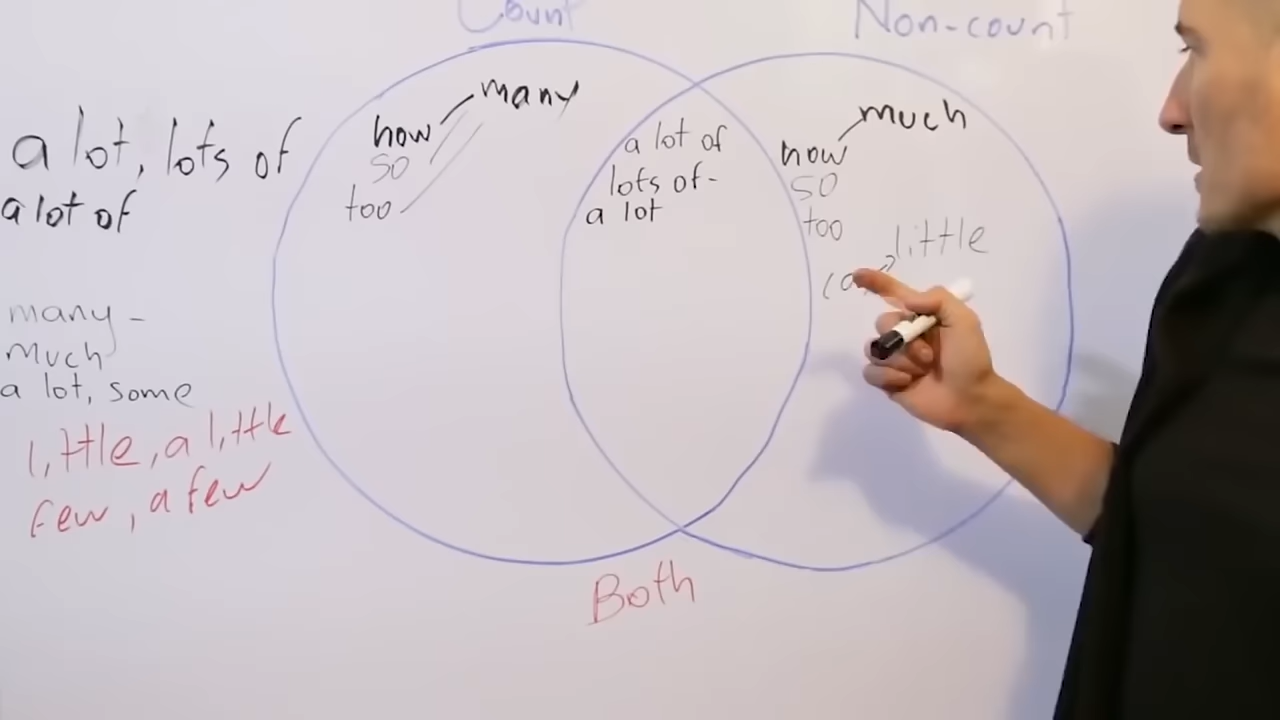 Count
Non-count
a lot, lots of
a lot of
many -
much
a lot, some
little, a little
few, a few
many
how
so
too
a lot of
lots of -
a lot
much
how
so
too
little
(a
Both